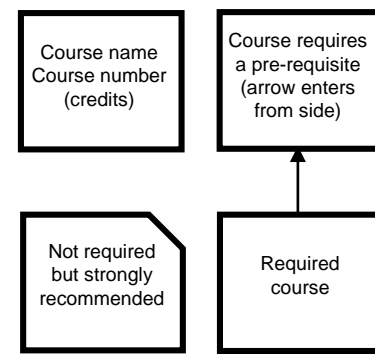 Course name
Course number
(credits)
Course requires
a pre-requisite
(arrow enters
from side)
Not required
but strongly
recommended
Required
course